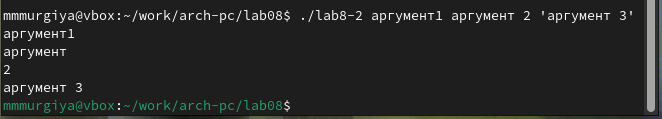 mmmurgiya@vbox:~/work/arch-pc/lab08$ ./lab8-2 аргумент1 аргумент 2 'аргумент 3'
аргумент1
аргумент
2
аргумент 3
mmmurgiya@vbox:~/work/arch-pc/lab08$